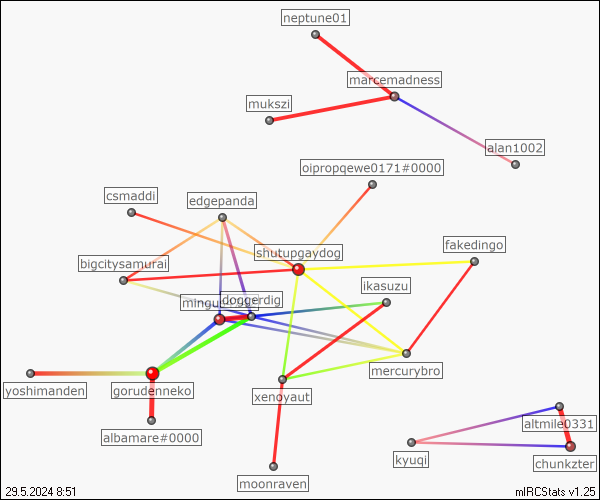 neptune01
marcemadness
mukszi
alan1002
oipropqewe0171#0000
csmaddi
edgepanda
shutupgaydog
fakedingo
bigcitysamurai
ikasuzu
doggerdig
mercurybro
yoshimanden
gorudenneko
xenoyaut
altmile0331
albamare#0000
kyuqi
chunkzter
moonraven
29.5.2024 8:51
mIRCStats v1.25